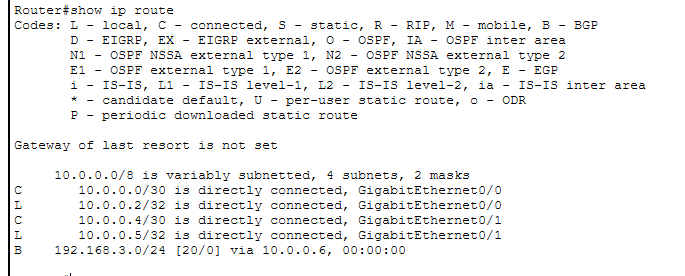 Router#show ip route
Codes: L - local, C - connected, S - static, R - RIP, M - mobile, B - BGP
       D - EIGRP, EX - EIGRP external, O - OSPF, IA - OSPF inter area
       N1 - OSPF NSSA external type 1, N2 - OSPF NSSA external type 2
       E1 - OSPF external type 1, E2 - OSPF external type 2, E - EGP
       i - IS-IS, L1 - IS-IS level-1, L2 - IS-IS level-2, ia - IS-IS inter area
       * - candidate default, U - per-user static route, o - ODR
       P - periodic downloaded static route

Gateway of last resort is not set

     10.0.0.0/8 is variably subnetted, 4 subnets, 2 masks
C       10.0.0.0/30 is directly connected, GigabitEthernet0/0
L       10.0.0.2/32 is directly connected, GigabitEthernet0/0
C       10.0.0.4/30 is directly connected, GigabitEthernet0/1
L       10.0.0.5/32 is directly connected, GigabitEthernet0/1
B    192.168.3.0/24 [20/0] via 10.0.0.6, 00:00:00